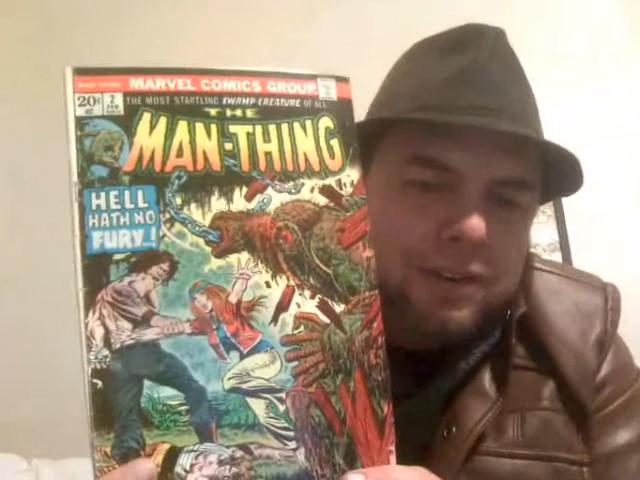 MARVEL COMICS GROUP
20¢ 2 FEB
THE MOST STARTLING SWAMP-CREATURE OF ALL
THE
MAN-THING
HELL
HATH NO
FURY..!